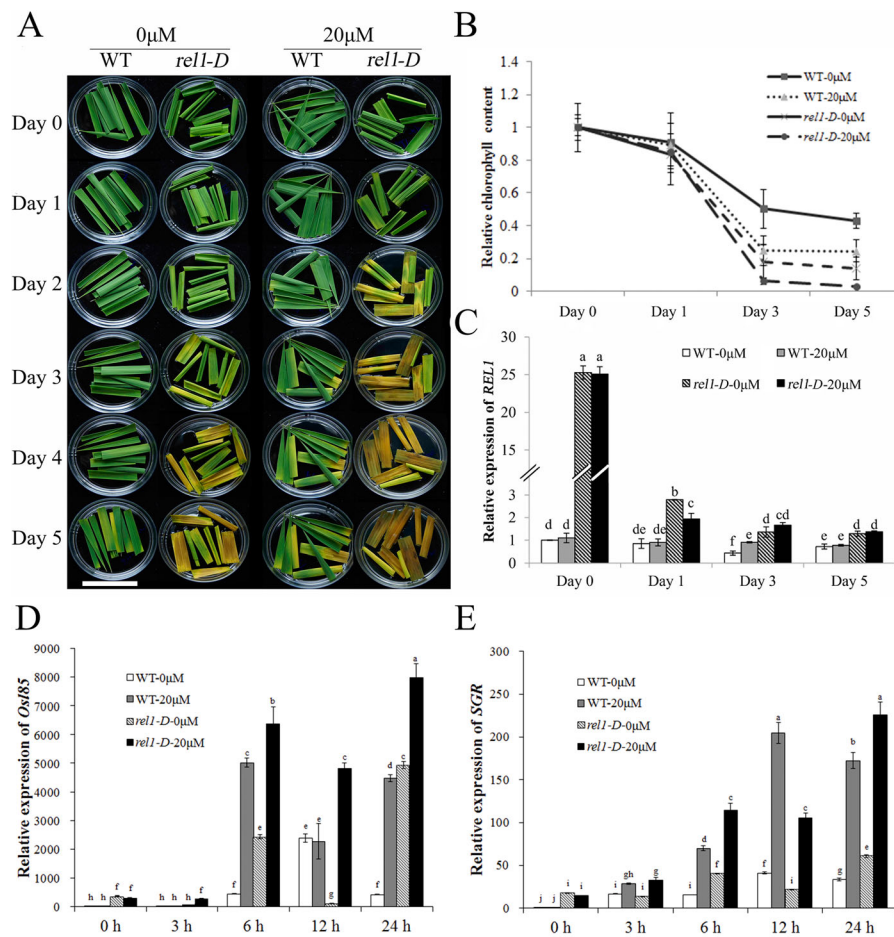 A
0μM
20μM
WT
rel1-D
WT
rel1-D
Day 0
Day 1
Day 2
Day 3
Day 4
Day 5
B
Relative chlorophyll content
1.4
1.2
1
0.8
0.6
0.4
0.2
0
WT-0μM
WT-20μM
rel1-D-0μM
rel1-D-20μM
Day 0
Day 1
Day 3
Day 5
C
Relative expression of REL1
30
25
20
15
3
2
1
0
WT-0μM
WT-20μM
rel1-D-0μM
rel1-D-20μM
d d a a
de de b c
f e d cd
e e d d
Day 0
Day 1
Day 3
Day 5
D
Relative expression of Osl85
9000
8000
7000
6000
5000
4000
3000
2000
1000
0
WT-0μM
WT-20μM
rel1-D-0μM
rel1-D-20μM
h h f f
h h h f
f c e b
e e g c
f d c a
0 h
3 h
6 h
12 h
24 h
E
Relative expression of SGR
300
250
200
150
100
50
0
WT-0μM
WT-20μM
rel1-D-0μM
rel1-D-20μM
j j i i
i gh i g
i d f c
f a i c
g b e a
0 h
3 h
6 h
12 h
24 h